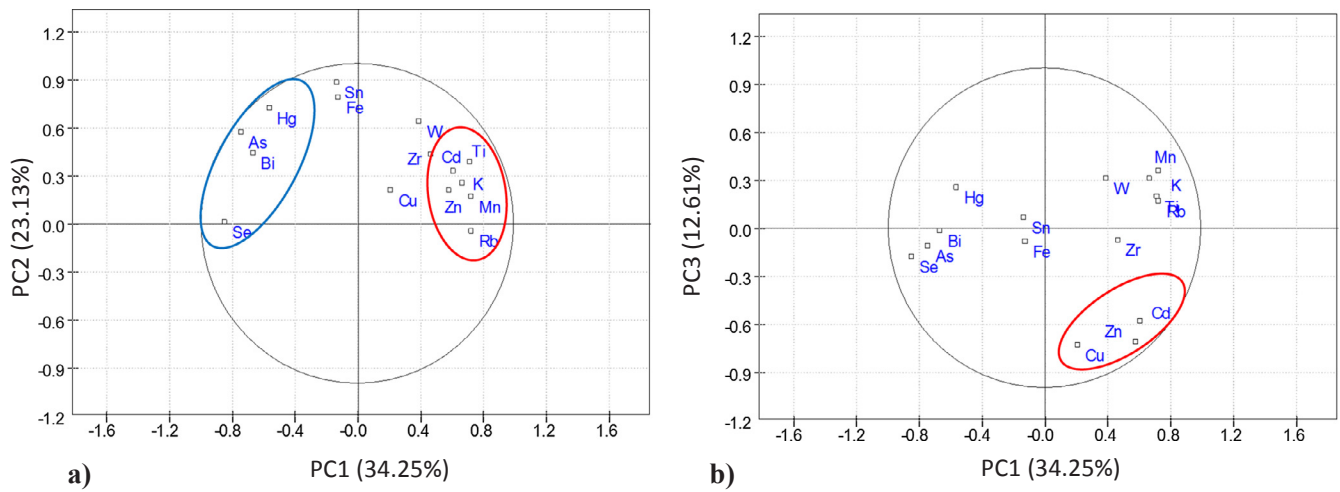 1.2
0.9
Sn
Fe
0.6
Hg
W
As
Bi
Zr
Cd
Ti
0.3
K
Cu
Zn
Mn
0.0
Se
Rb
-0.3
-0.6
-0.9
-1.2
-1.6
-1.2
-0.8
-0.4
-0.0
0.4
0.8
1.2
1.6
PC2 (23.13%)
PC1 (34.25%)
a)
1.2
0.9
0.6
Mn
0.3
W
K
Hg
Ti
Rb
Sn
0.0
Bi
Fe
Zr
As
Se
-0.3
Cd
Zn
-0.6
Cu
-0.9
-1.2
-1.6
-1.2
-0.8
-0.4
-0.0
0.4
0.8
1.2
1.6
PC3 (12.61%)
PC1 (34.25%)
b)